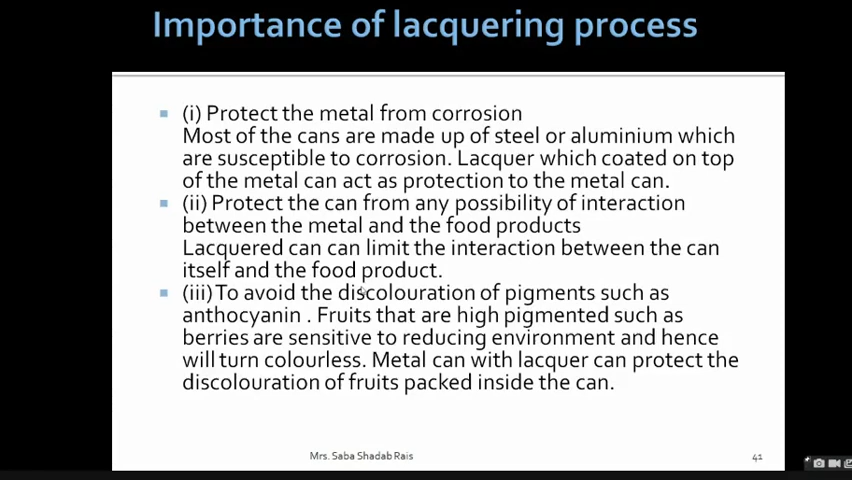 Importance of lacquering process
(i) Protect the metal from corrosion
Most of the cans are made up of steel or aluminium which
are susceptible to corrosion. Lacquer which coated on top
of the metal can act as protection to the metal can.
(ii) Protect the can from any possibility of interaction
between the metal and the food products
Lacquered can can limit the interaction between the can
itself and the food product.
(iii) To avoid the discolouration of pigments such as
anthocyanin . Fruits that are high pigmented such as
berries are sensitive to reducing environment and hence
will turn colourless. Metal can with lacquer can protect the
discolouration of fruits packed inside the can.
Mrs. Saba Shadab Rais
41